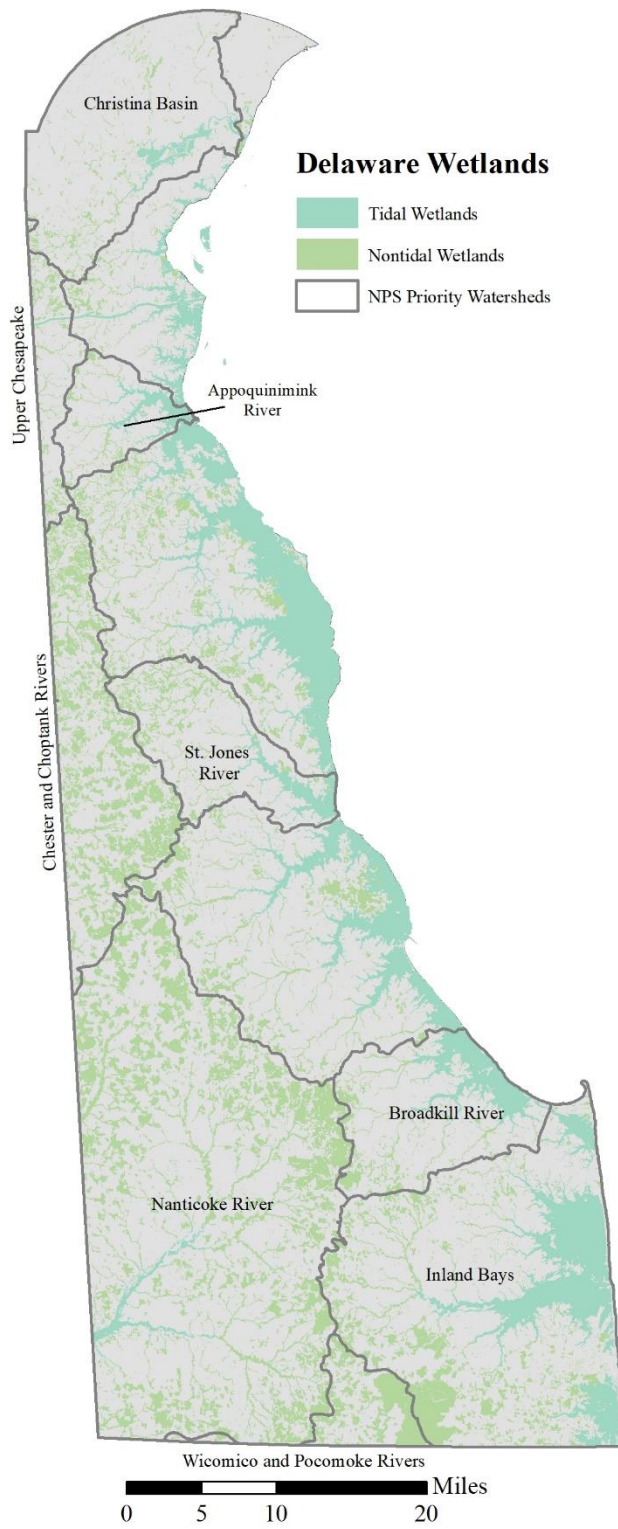 Christina Basin
Delaware Wetlands
Tidal Wetlands
Nontidal Wetlands
NPS Priority Watersheds
Upper Chesapeake
Appoquinimink
River
Chester and Choptank Rivers
St. Jones
River
Broadkill River
Nanticoke River
Inland Bays
Wicomico and Pocomoke Rivers
Miles
0 5 10 20